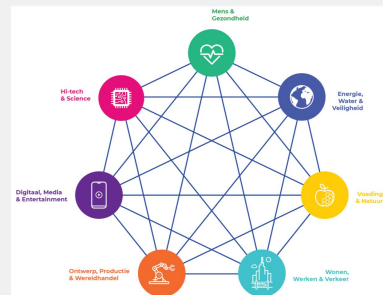 Mens &
Gezondheid
Hi-tech
& Science
Energie,
Water &
Veiligheid
Digitaal, Media
& Entertainment
Voeding
& Natuur
Ontwerp, Productie
& Wereldhandel
Wonen,
Werken & Verkeer